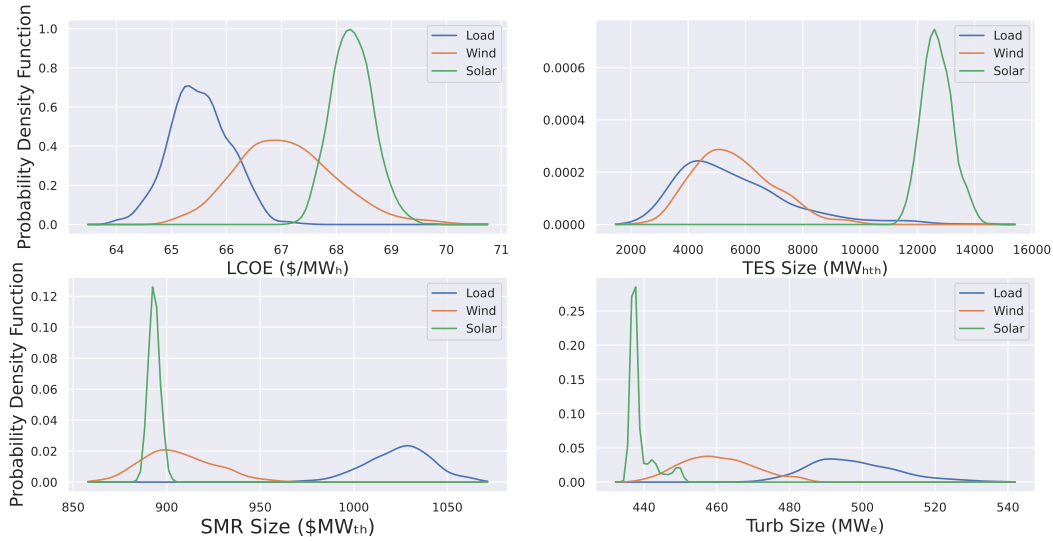 Probability Density Function
1.0
0.8
0.6
0.4
0.2
0.0
Load
Wind
Solar
64 65 66 67 68 69 70 71
LCOE ($/MWₕ)
0.0006
0.0004
0.0002
0.0000
Load
Wind
Solar
2000 4000 6000 8000 10000 12000 14000 16000
TES Size (MWₕₜₕ)
Probability Density Function
0.12
0.10
0.08
0.06
0.04
0.02
0.00
Load
Wind
Solar
850 900 950 1000 1050
SMR Size ($MWₜₕ)
0.25
0.20
0.15
0.10
0.05
0.00
Load
Wind
Solar
440 460 480 500 520 540
Turb Size (MWₑ)